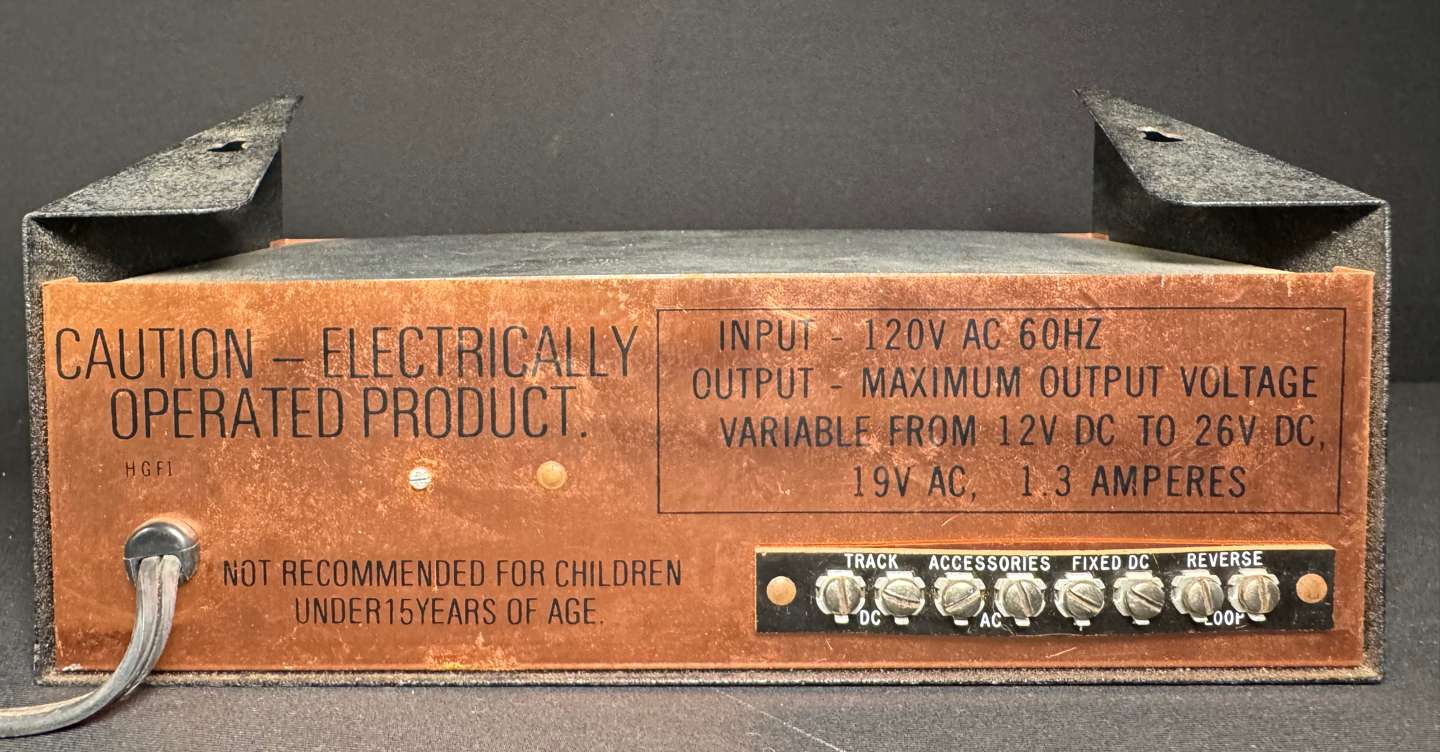 CAUTION – ELECTRICALLY
OPERATED PRODUCT.
HGF1
NOT RECOMMENDED FOR CHILDREN
UNDER15YEARS OF AGE.
INPUT - 120V AC 60HZ
OUTPUT - MAXIMUM OUTPUT VOLTAGE
VARIABLE FROM 12V DC TO 26V DC,
19V AC, 1.3 AMPERES
TRACK ACCESSORIES FIXED DC REVERSE
DC AC LOOP